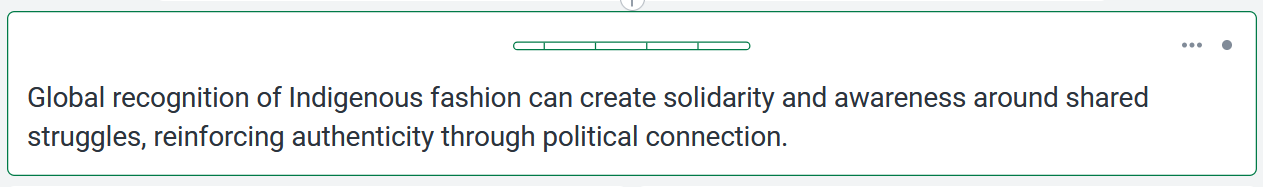 Global recognition of Indigenous fashion can create solidarity and awareness around shared
struggles, reinforcing authenticity through political connection.